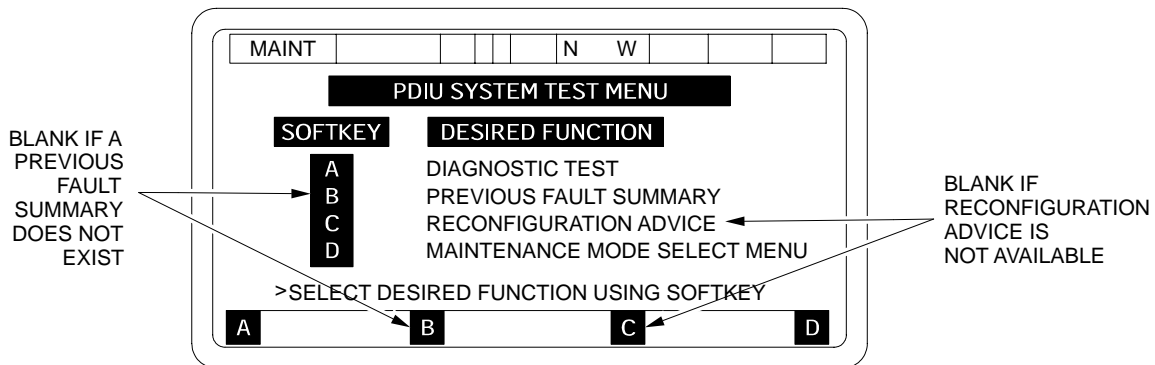 MAINT N W
PDIU SYSTEM TEST MENU
SOFTKEY DESIRED FUNCTION
A DIAGNOSTIC TEST
B PREVIOUS FAULT SUMMARY
C RECONFIGURATION ADVICE
D MAINTENANCE MODE SELECT MENU
>SELECT DESIRED FUNCTION USING SOFTKEY
A B C D
BLANK IF A
PREVIOUS
FAULT
SUMMARY
DOES NOT
EXIST
BLANK IF
RECONFIGURATION
ADVICE IS
NOT AVAILABLE